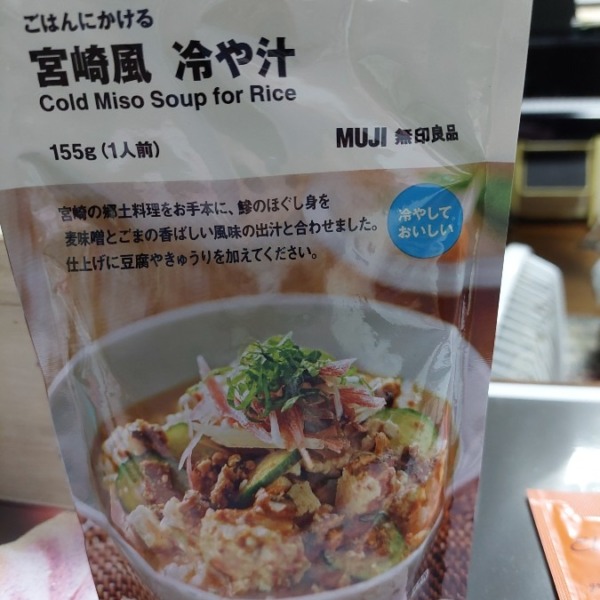 ごはんにかける
宮崎風 冷や汁
Cold Miso Soup for Rice
155g(1人前)
MUJI 無印良品
宮崎の郷土料理をお手本に、鯵のほぐし身を
麦味噌とごまの香ばしい風味の出汁と合わせました。
仕上げに豆腐やきゅうりを加えてください。
冷やして
おいしい